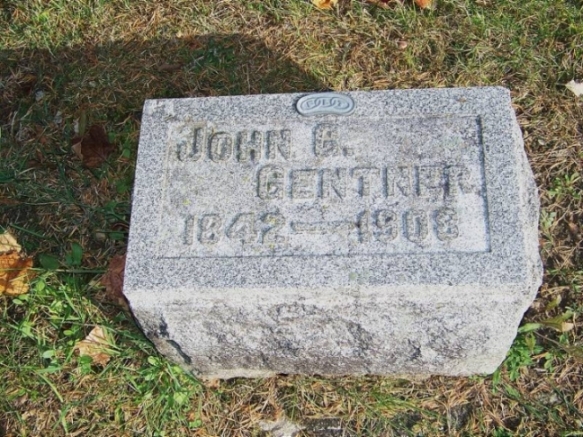 JOHN G.
GENTNER
1842—1908